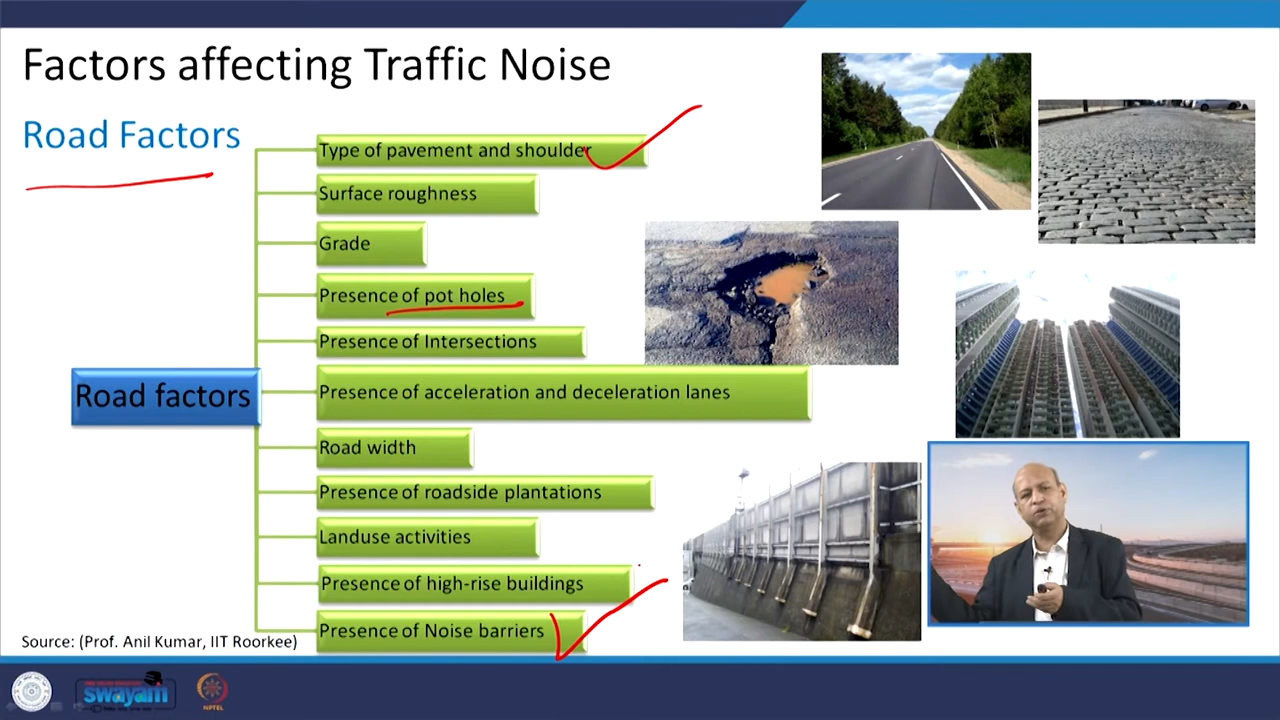 Factors affecting Traffic Noise
Road Factors
Type of pavement and shoulder
Surface roughness
Grade
Presence of pot holes
Presence of Intersections
Presence of acceleration and deceleration lanes
Road factors
Road width
Presence of roadside plantations
Landuse activities
Presence of high-rise buildings
Presence of Noise barriers
Source: (Prof. Anil Kumar, IIT Roorkee)
swayam
NPTEL